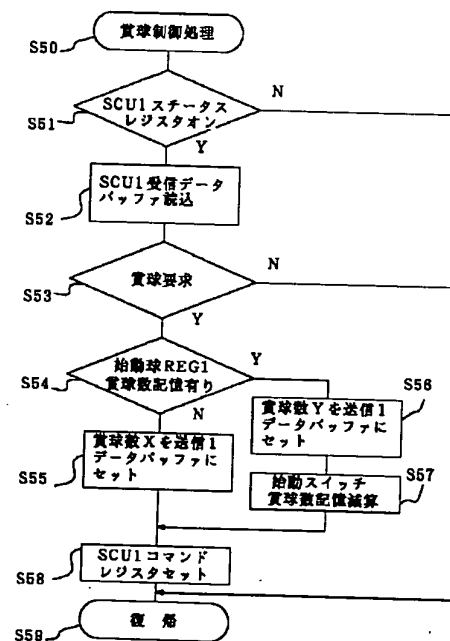 S50
賞球制御処理
N
S51
SCU1ステータス
レジスタオン
Y
S52
SCU1受信データ
バッファ読込
S53
賞球要求
N
Y
S54
始動球REG1
賞球数記憶有り
Y
N
S55
賞球数Xを送信1
データバッファに
セット
S56
賞球数Yを送信1
データバッファに
セット
S57
始動スイッチ
賞球数記憶減算
S58
SCU1コマンド
レジスタセット
S59
復 帰